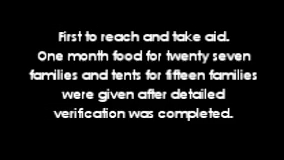 First to reach and take aid.
One month food for twenty seven
families and tents for fifteen families
were given after detailed
verification was completed.